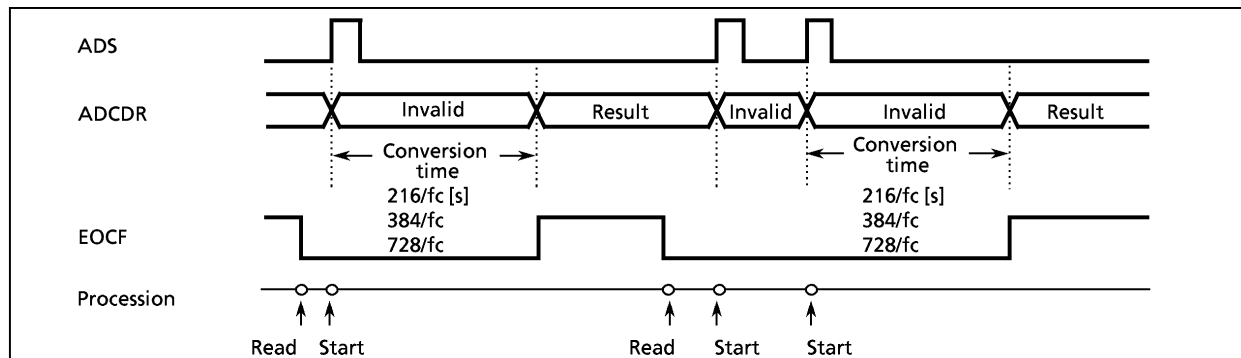 ADS
ADCDR Invalid Result Invalid Invalid Result
Conversion time Conversion time
216/fc [s] 216/fc [s]
384/fc 384/fc
EOCF 728/fc 728/fc
Procession
Read Start Read Start Start